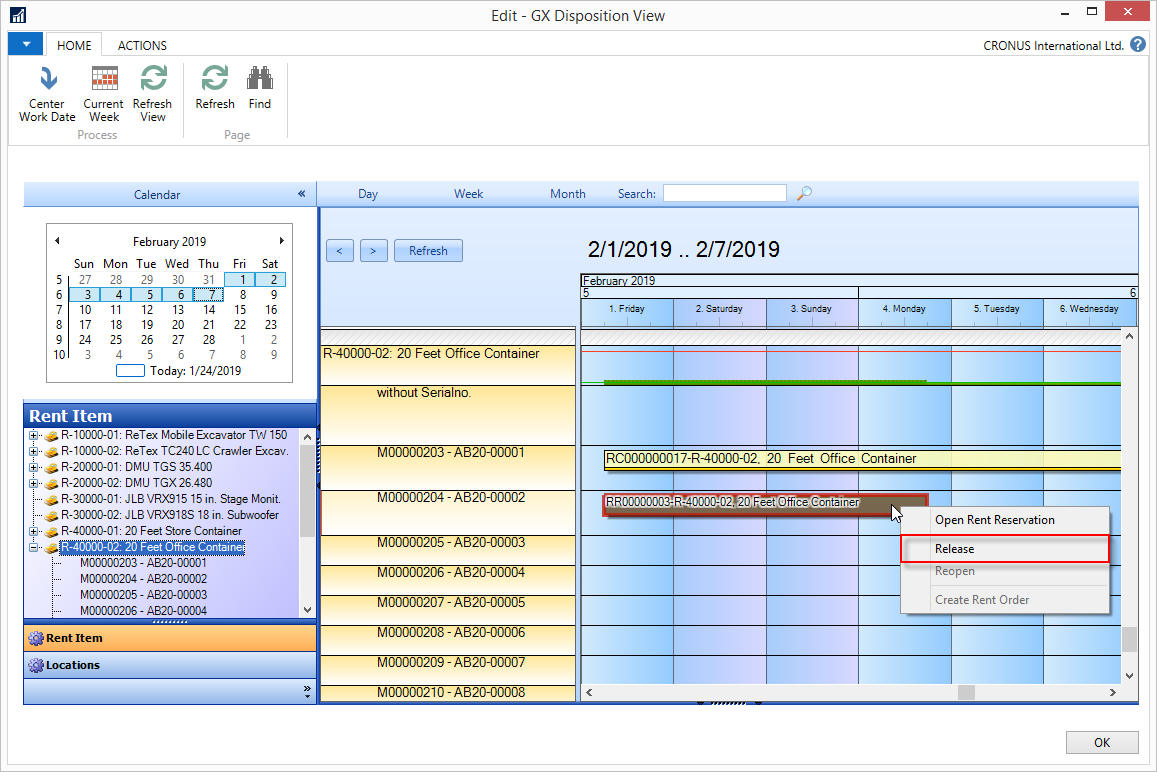 Edit - GX Disposition View
HOME
ACTIONS
CRONUS International Ltd.
?
Center
Work Date
Current
Week
Refresh
View
Refresh
Find
Process
Page
Calendar
«
Day
Week
Month
Search:
February 2019
Sun Mon Tue Wed Thu Fri Sat
5 27 28 29 30 31 1 2
6 3 4 5 6 7 8 9
7 10 11 12 13 14 15 16
8 17 18 19 20 21 22 23
9 24 25 26 27 28 1 2
10 3 4 5 6 7 8 9
Today: 1/24/2019
<
>
Refresh
2/1/2019 .. 2/7/2019
February 2019
5
6
1. Friday
2. Saturday
3. Sunday
4. Monday
5. Tuesday
6. Wednesday
R-40000-02: 20 Feet Office Container
without Serialno.
M00000203 - AB20-00001
RC000000017-R-40000-02, 20 Feet Office Container
M00000204 - AB20-00002
RR00000003-R-40000-02, 20 Feet Office Container
M00000205 - AB20-00003
M00000206 - AB20-00004
M00000207 - AB20-00005
M00000208 - AB20-00006
M00000209 - AB20-00007
M00000210 - AB20-00008
Open Rent Reservation
Release
Reopen
Create Rent Order
Rent Item
R-10000-01: ReTex Mobile Excavator TW 150
R-10000-02: ReTex TC240 LC Crawler Excav.
R-20000-01: DMU TGS 35.400
R-20000-02: DMU TGX 26.480
R-30000-01: JLB VRX915 15 in. Stage Monit.
R-30000-02: JLB VRX918S 18 in. Subwoofer
R-40000-01: 20 Feet Store Container
R-40000-02: 20 Feet Office Container
M00000203 - AB20-00001
M00000204 - AB20-00002
M00000205 - AB20-00003
M00000206 - AB20-00004
Rent Item
Locations
»
OK